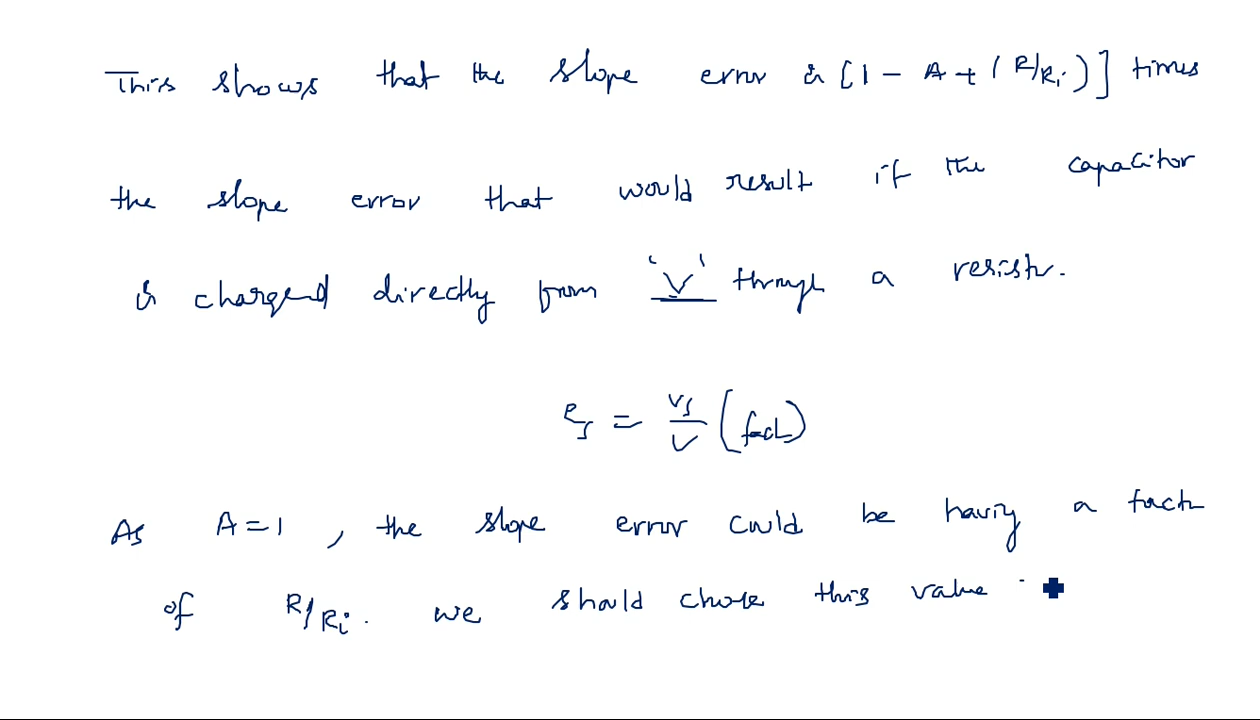 This shows that the slope error is [1 - A + (R/Ri)] times
the slope error that would result if the capacitor
is charged directly from 'V' through a resistor.
es = Vs/V (fact)
As A=1, the slope error could be having a factor
of R/Ri. we should chose this value